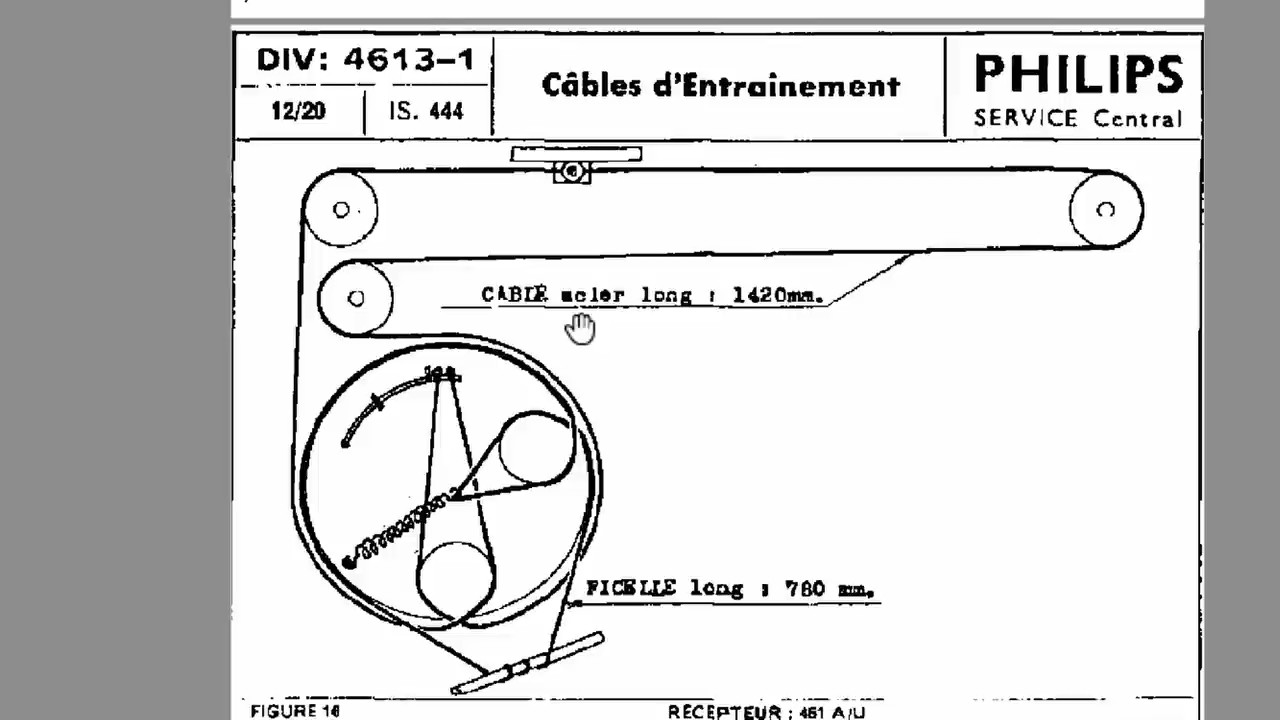 DIV: 4613-1
12/20
IS. 444
Câbles d'Entrainement
PHILIPS
SERVICE Central
CABLE acier long : 1420mm.
FICELLE long : 780 mm.
FIGURE 16
RECEPTEUR : 461 A/U